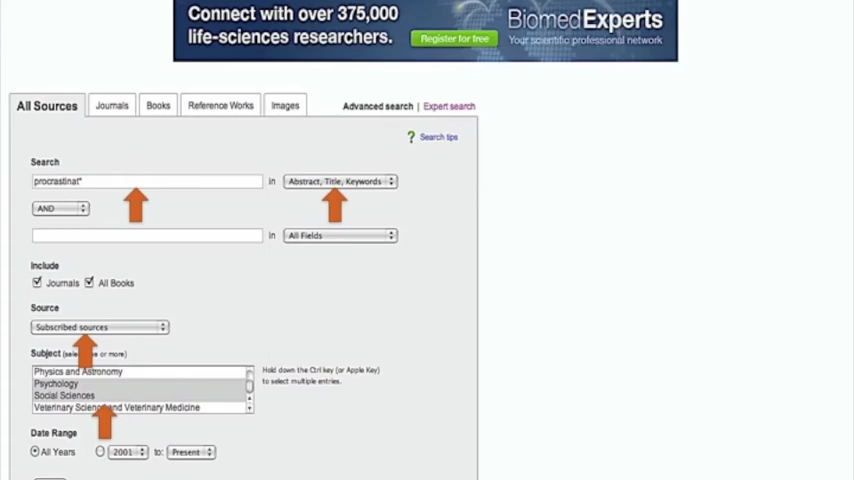 Connect with over 375,000
life-sciences researchers.
Register for free
BiomedExperts
Your scientific professional network
All Sources
Journals
Books
Reference Works
Images
Advanced search | Expert search
? Search tips
Search
procrastinat* in Abstract, Title, Keywords
AND
in All Fields
Include
Journals All Books
Source
Subscribed sources
Subject (sele or more)
Physics and Astronomy
Hold down the Ctrl key (or Apple Key)
to select multiple entries.
Psychology
Social Sciences
Veterinary Science and Veterinary Medicine
Date Range
All Years 2001 to: Present